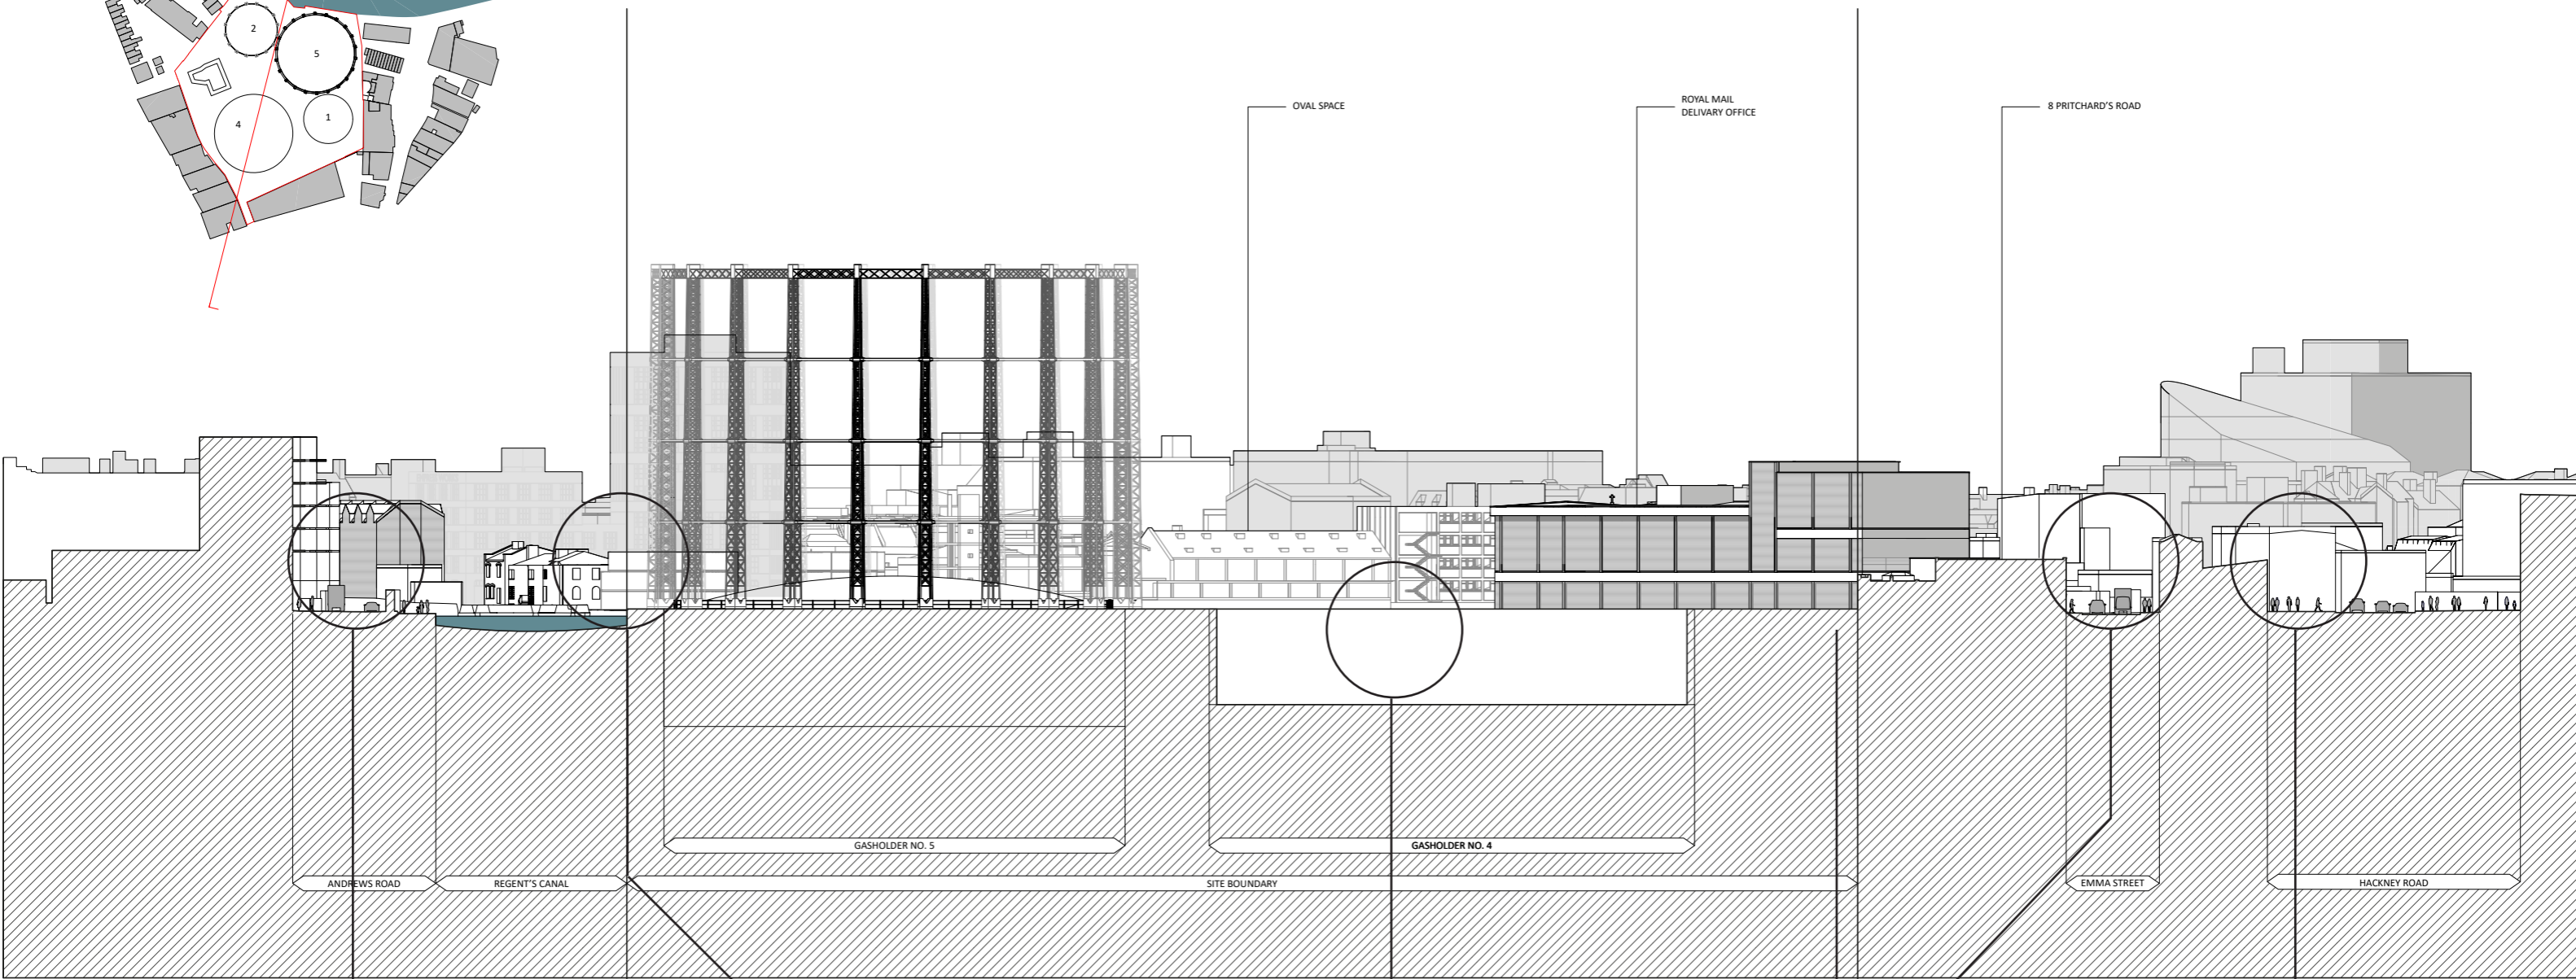 2
5
4
1
OVAL SPACE
ROYAL MAIL
DELIVARY OFFICE
8 PRITCHARD'S ROAD
GASHOLDER NO. 5
GASHOLDER NO. 4
ANDREWS ROAD
REGENT'S CANAL
SITE BOUNDARY
EMMA STREET
HACKNEY ROAD